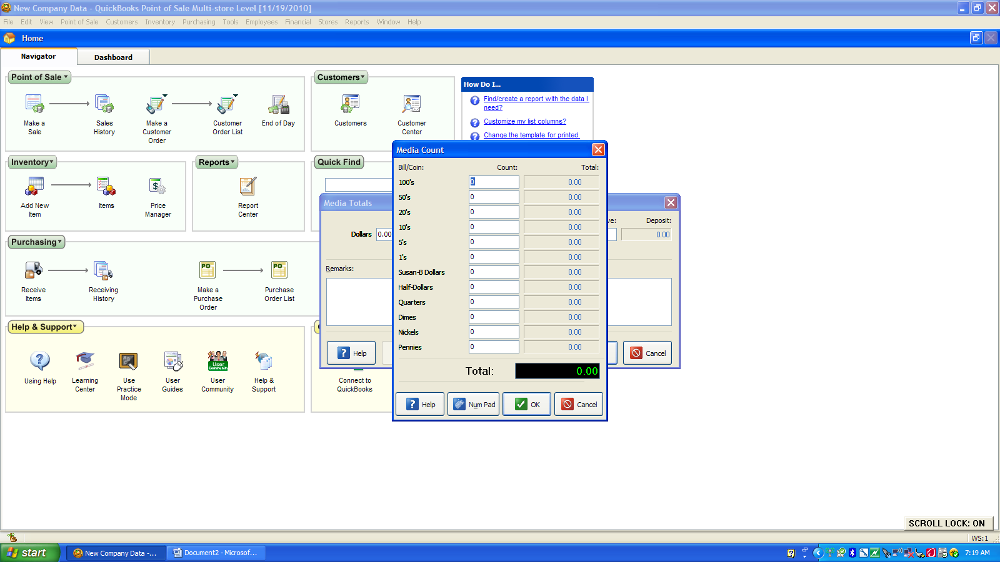 New Company Data - QuickBooks Point of Sale Multi-store Level [11/19/2010]
File Edit View Point of Sale Customers Inventory Purchasing Tools Employees Financial Stores Reports Window Help
Home
Navigator Dashboard
Point of Sale
Make a
Sale
Sales
History
Make a
Customer
Order
Customer
Order List
End of Day
Customers
Customers
Customer
Center
How Do I...
Find/create a report with the data I
need?
Customize my list columns?
Change the template for printed
Inventory
Add New
Item
Items
Price
Manager
Reports
Report
Center
Quick Find
Purchasing
Receive
Items
Receiving
History
PO
Make a
Purchase
Order
PO
Purchase
Order List
Help & Support
Using Help
Learning
Center
Use
Practice
Mode
User
Guides
User
Community
User
Community
Help &
Support
Connect to
QuickBooks
Media Totals
Deposit:
Dollars 0.00
0.00
Remarks:
Help
Cancel
Media Count
Bill/Coin: Count: Total:
100's 0 0.00
50's 0 0.00
20's 0 0.00
10's 0 0.00
5's 0 0.00
1's 0 0.00
Susan-B Dollars 0 0.00
Half-Dollars 0 0.00
Quarters 0 0.00
Dimes 0 0.00
Nickels 0 0.00
Pennies 0 0.00
Total: 0.00
Help Num Pad OK Cancel
SCROLL LOCK: ON
WS:1
start New Company Data -... Document2 - Microsof... 7:19 AM